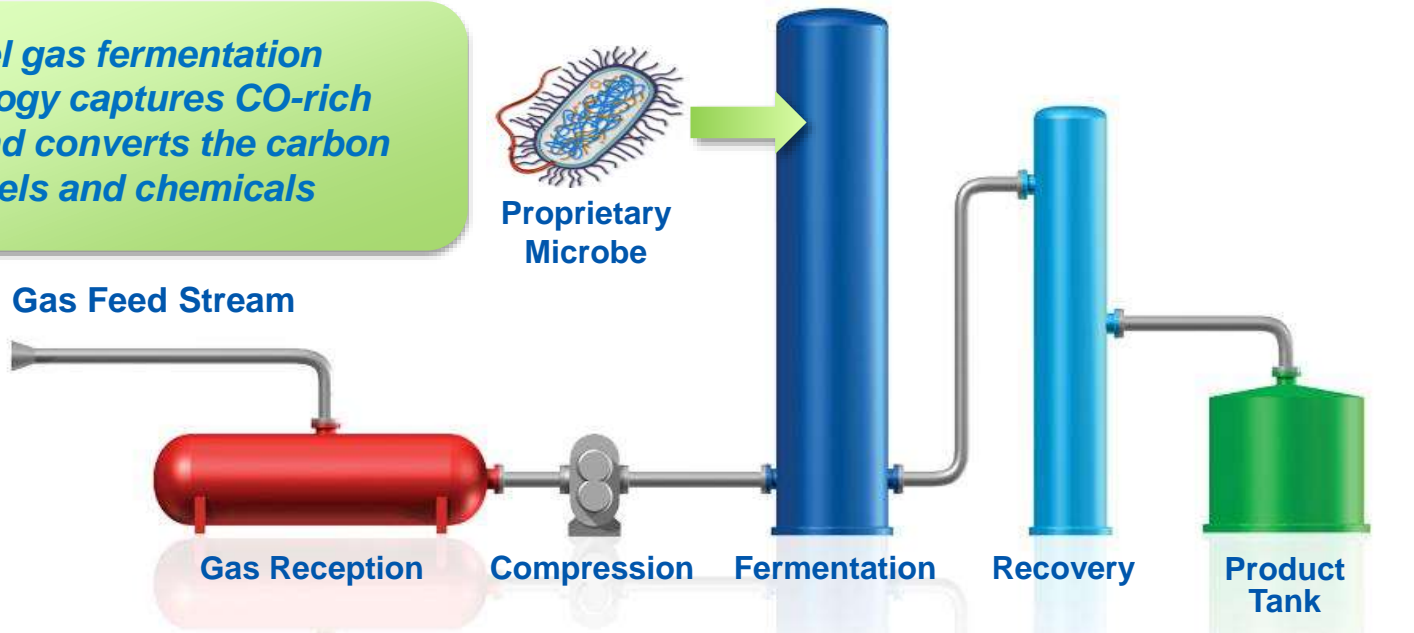 el gas fermentation
ogy captures CO-rich
d converts the carbon
els and chemicals
Proprietary
Microbe
Gas Feed Stream
Gas Reception
Compression
Fermentation
Recovery
Product
Tank